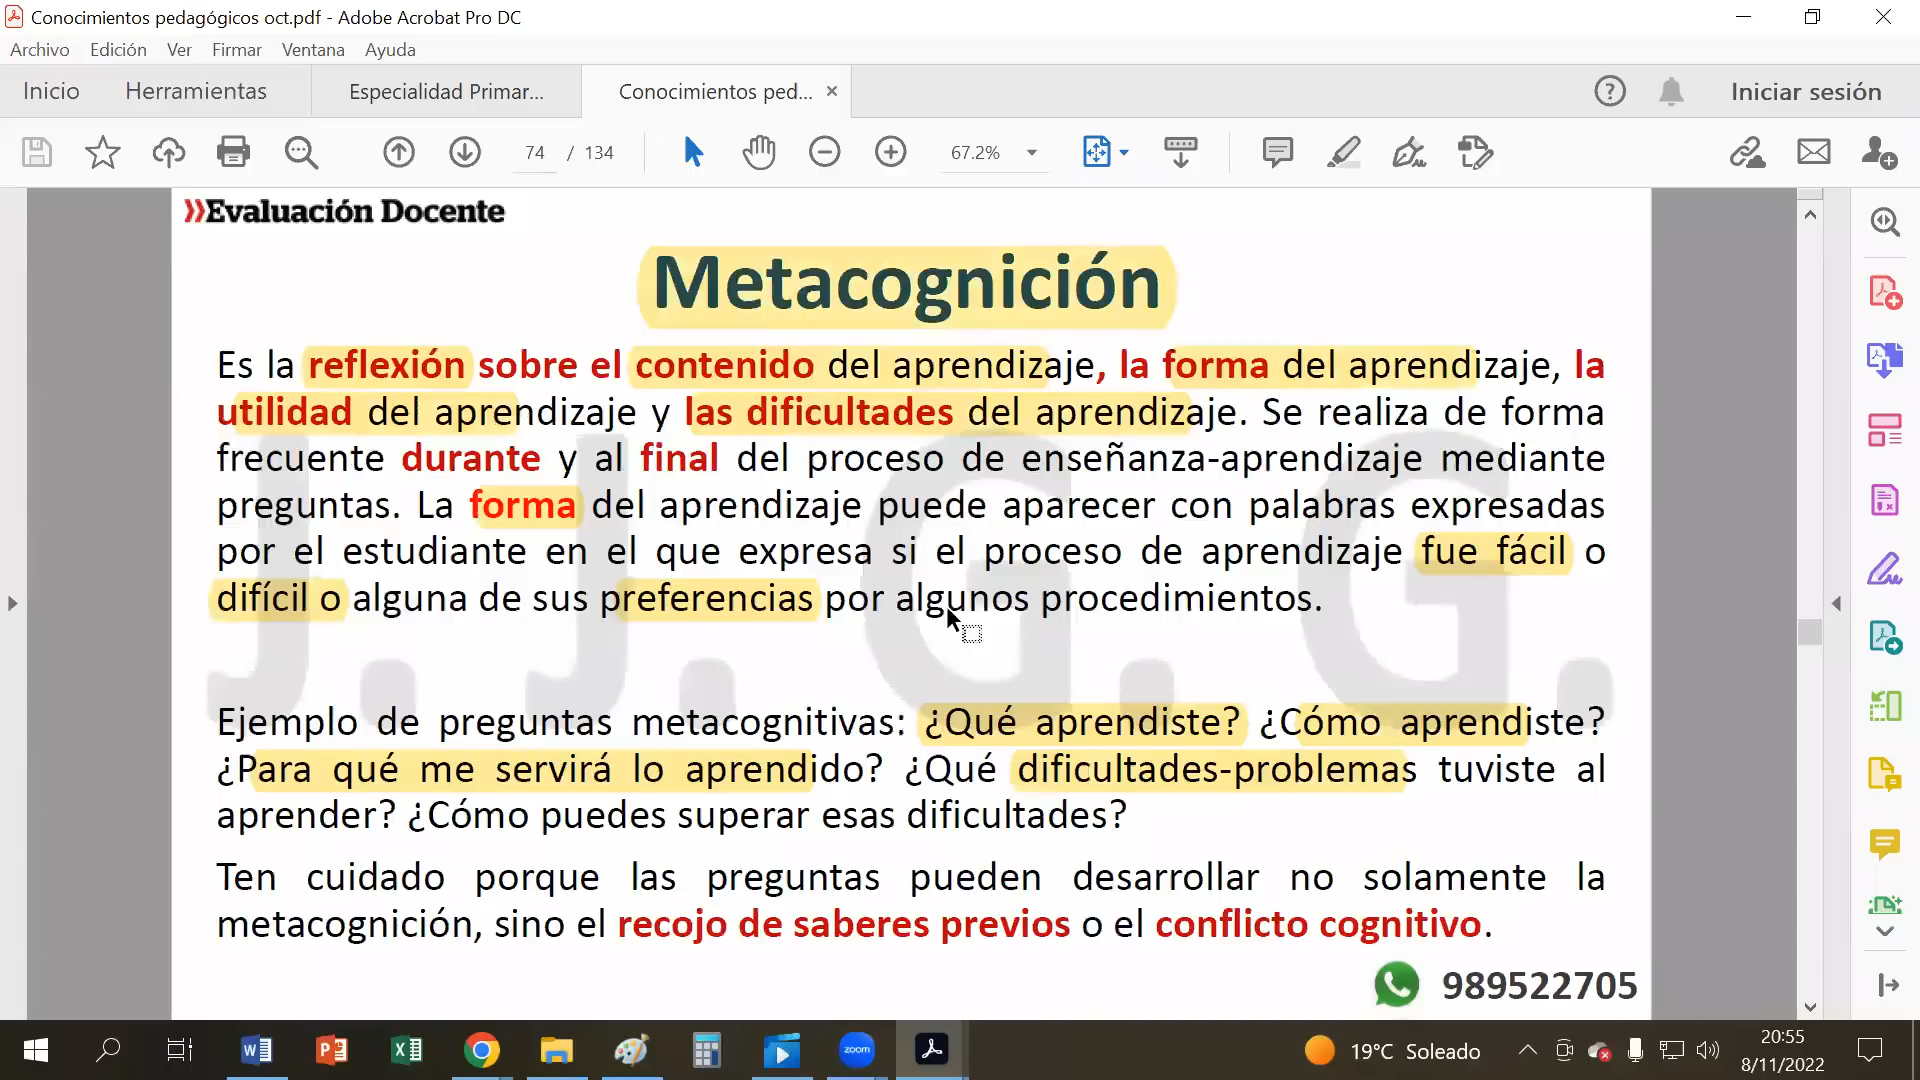 Conocimientos pedagógicos oct.pdf - Adobe Acrobat Pro DC
Archivo Edición Ver Firmar Ventana Ayuda
Inicio Herramientas Especialidad Primar... Conocimientos ped... × Iniciar sesión
74 / 134 67.2%
»Evaluación Docente
Metacognición
Es la reflexión sobre el contenido del aprendizaje, la forma del aprendizaje, la
utilidad del aprendizaje y las dificultades del aprendizaje. Se realiza de forma
frecuente durante y al final del proceso de enseñanza-aprendizaje mediante
preguntas. La forma del aprendizaje puede aparecer con palabras expresadas
por el estudiante en el que expresa si el proceso de aprendizaje fue fácil o
difícil o alguna de sus preferencias por algunos procedimientos.
J. J. G. G.
Ejemplo de preguntas metacognitivas: ¿Qué aprendiste? ¿Cómo aprendiste?
¿Para qué me servirá lo aprendido? ¿Qué dificultades-problemas tuviste al
aprender? ¿Cómo puedes superar esas dificultades?
Ten cuidado porque las preguntas pueden desarrollar no solamente la
metacognición, sino el recojo de saberes previos o el conflicto cognitivo.
989522705
zoom
19°C Soleado
20:55
8/11/2022